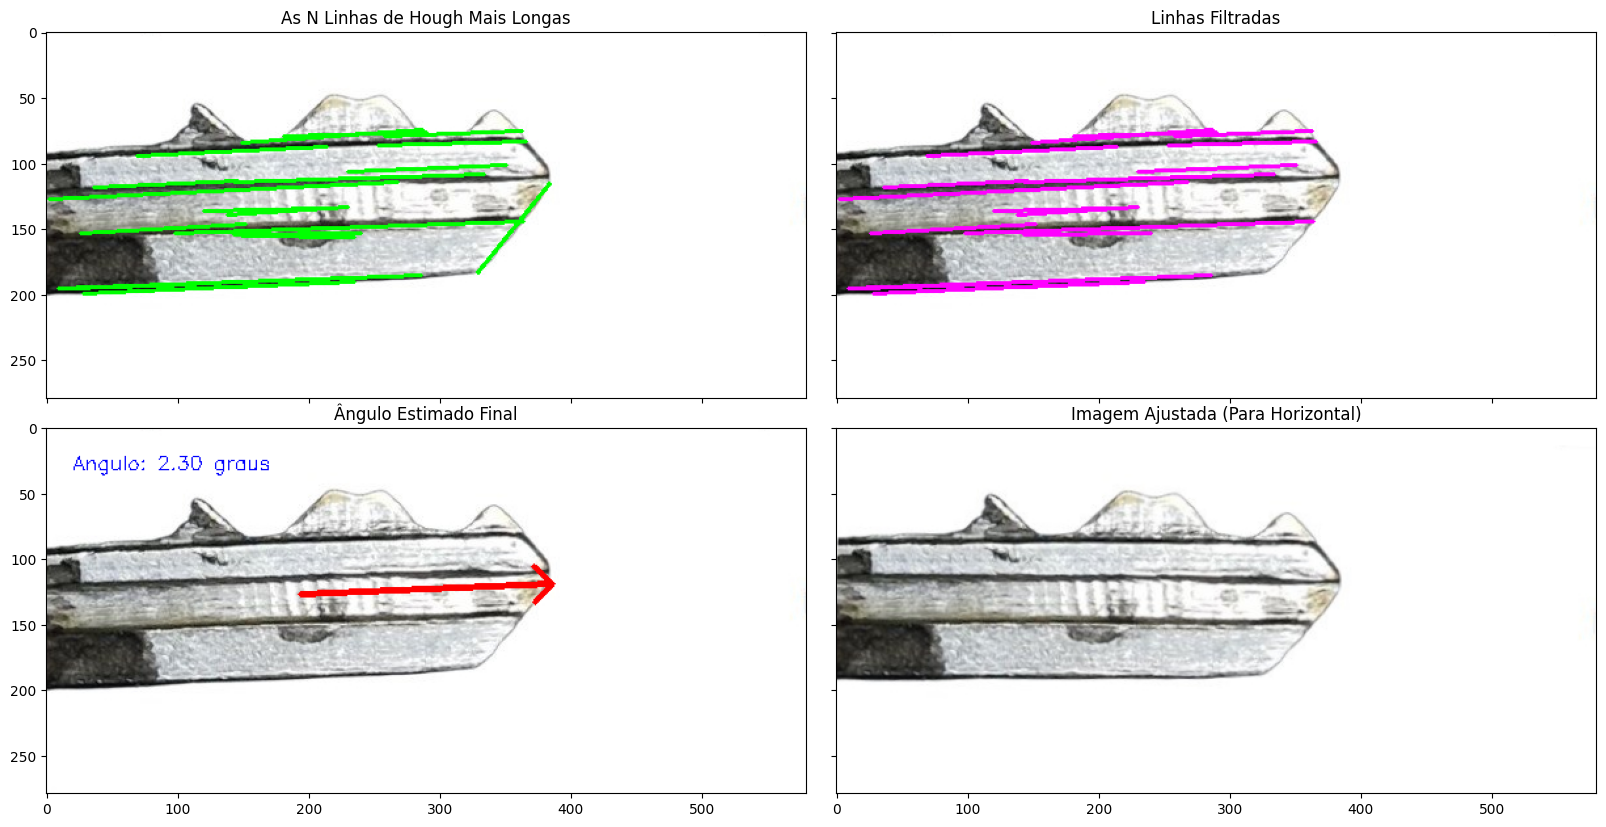 As N Linhas de Hough Mais Longas
Linhas Filtradas
0
50
100
150
200
250
Ângulo Estimado Final
Imagem Ajustada (Para Horizontal)
Angulo: 2.30 graus
0
50
100
150
200
250
0 100 200 300 400 500
0 100 200 300 400 500